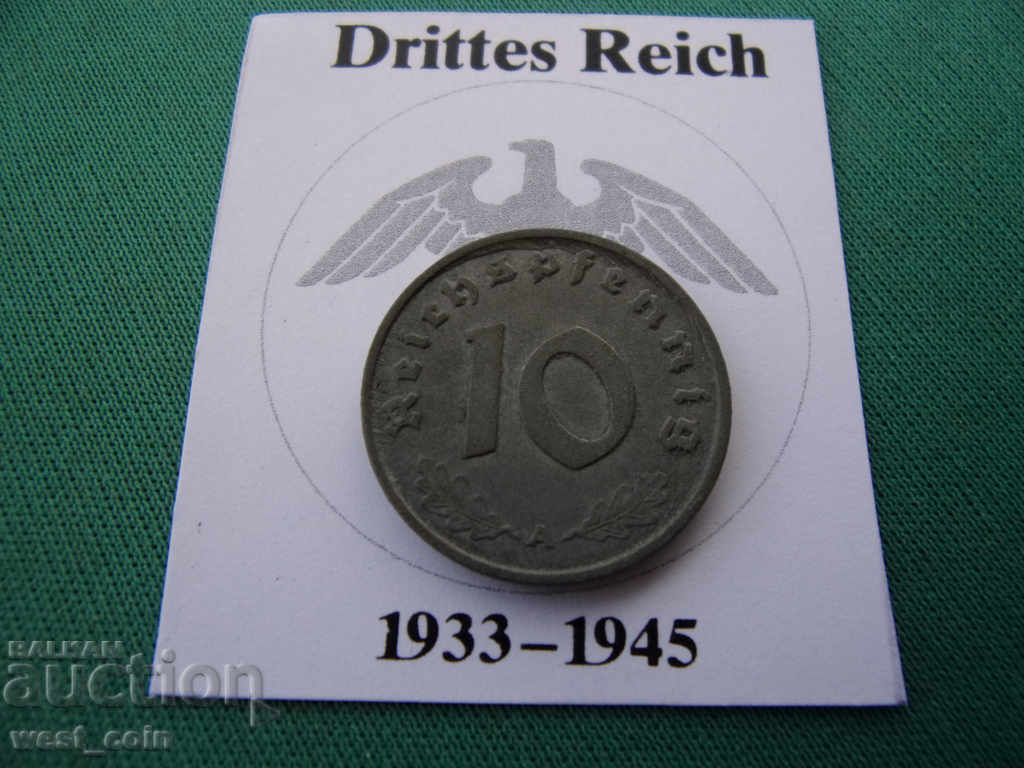 Drittes Reich
Reichspfennig
10
A
1933–1945
BALKAN
auction
west_coin